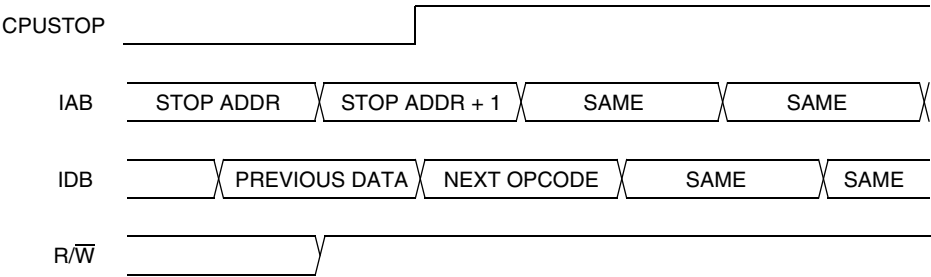 CPUSTOP
IAB STOP ADDR STOP ADDR + 1 SAME SAME
IDB PREVIOUS DATA NEXT OPCODE SAME SAME
R/W̅